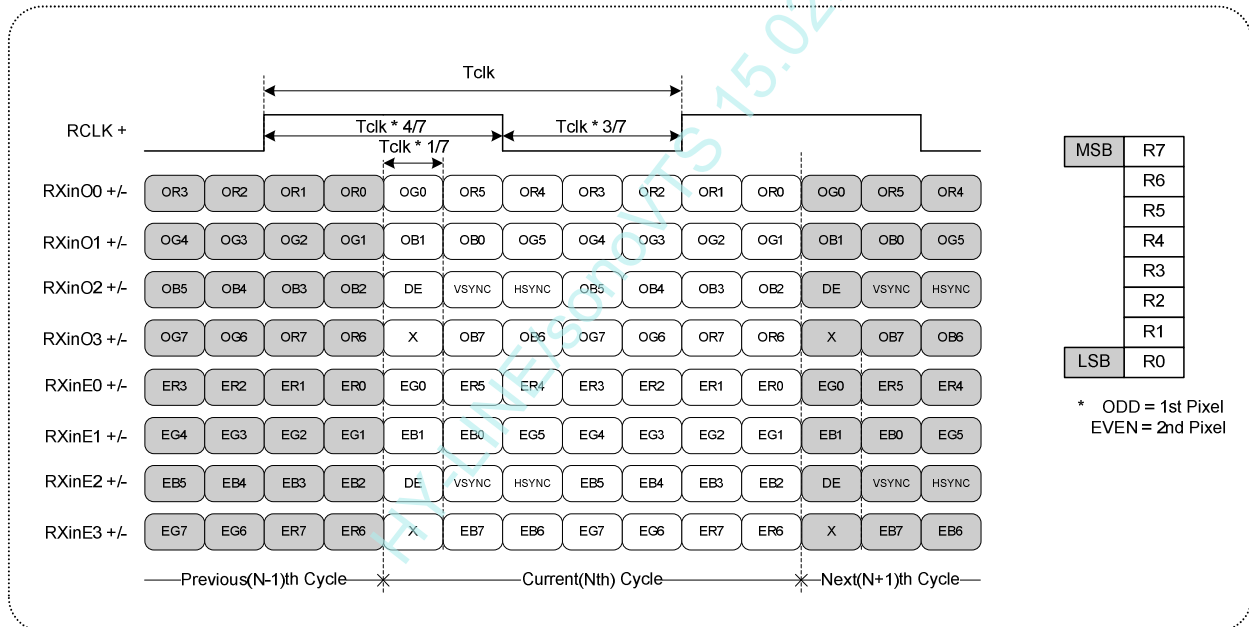 HY-LINE/sonoVTS 15.02
Tclk
RCLK +
Tclk * 4/7
Tclk * 3/7
Tclk * 1/7
RXinO0 +/- OR3 OR2 OR1 OR0 OG0 OR5 OR4 OR3 OR2 OR1 OR0 OG0 OR5 OR4
RXinO1 +/- OG4 OG3 OG2 OG1 OB1 OB0 OG5 OG4 OG3 OG2 OG1 OB1 OB0 OG5
RXinO2 +/- OB5 OB4 OB3 OB2 DE VSYNC HSYNC OB5 OB4 OB3 OB2 DE VSYNC HSYNC
RXinO3 +/- OG7 OG6 OR7 OR6 X OB7 OB6 OG7 OG6 OR7 OR6 X OB7 OB6
RXinE0 +/- ER3 ER2 ER1 ER0 EG0 ER5 ER4 ER3 ER2 ER1 ER0 EG0 ER5 ER4
RXinE1 +/- EG4 EG3 EG2 EG1 EB1 EB0 EG5 EG4 EG3 EG2 EG1 EB1 EB0 EG5
RXinE2 +/- EB5 EB4 EB3 EB2 DE VSYNC HSYNC EB5 EB4 EB3 EB2 DE VSYNC HSYNC
RXinE3 +/- EG7 EG6 ER7 ER6 X EB7 EB6 EG7 EG6 ER7 ER6 X EB7 EB6
Previous(N-1)th Cycle Current(Nth) Cycle Next(N+1)th Cycle
MSB R7
R6
R5
R4
R3
R2
R1
LSB R0
* ODD = 1st Pixel
EVEN = 2nd Pixel